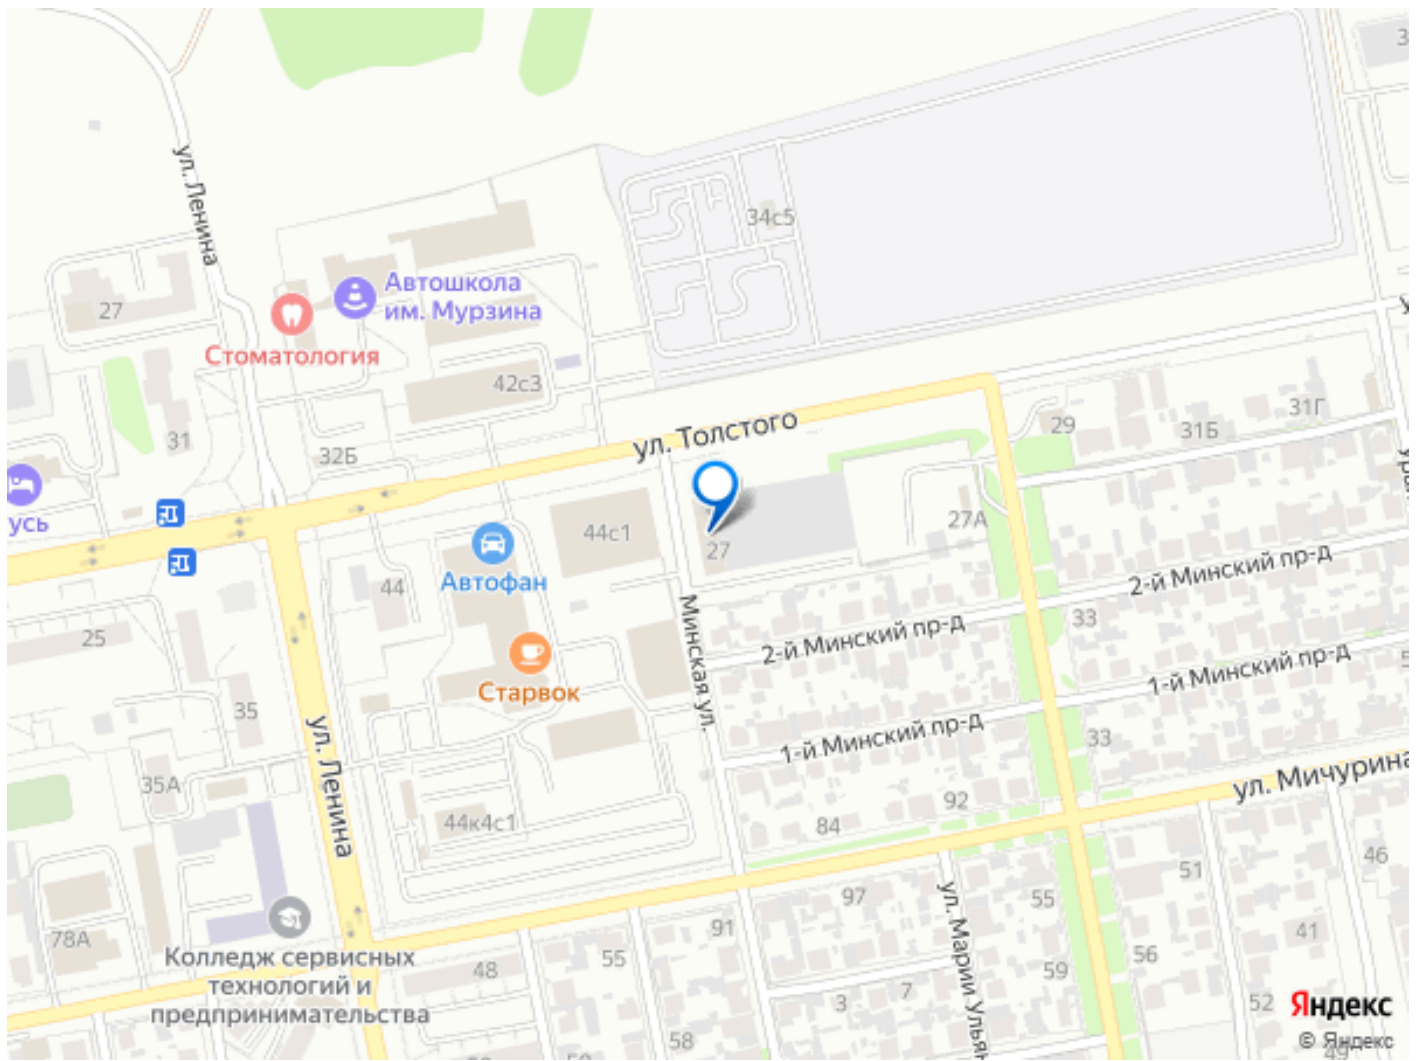 ул. Ленина
34с5
Автошкола
им. Мурзина
27
Стоматология
42с3
31
32Б
ул. Толстого
29
31Б
31Г
усь
44с1
27
27А
Автофан
44
2-й Минский пр-д
33
25
Минская ул.
2-й Минский пр-д
Старвок
1-й Минский пр-д
35
ул. Ленина
1-й Минский пр-д
33
35А
ул. Мичурина
92
44к4с1
84
46
51
97
ул. Марии Ульян
55
91
78А
41
Колледж сервисных
технологий и
предпринимательства
48
55
59
56
3
7
52
58
Яндекс
© Яндекс